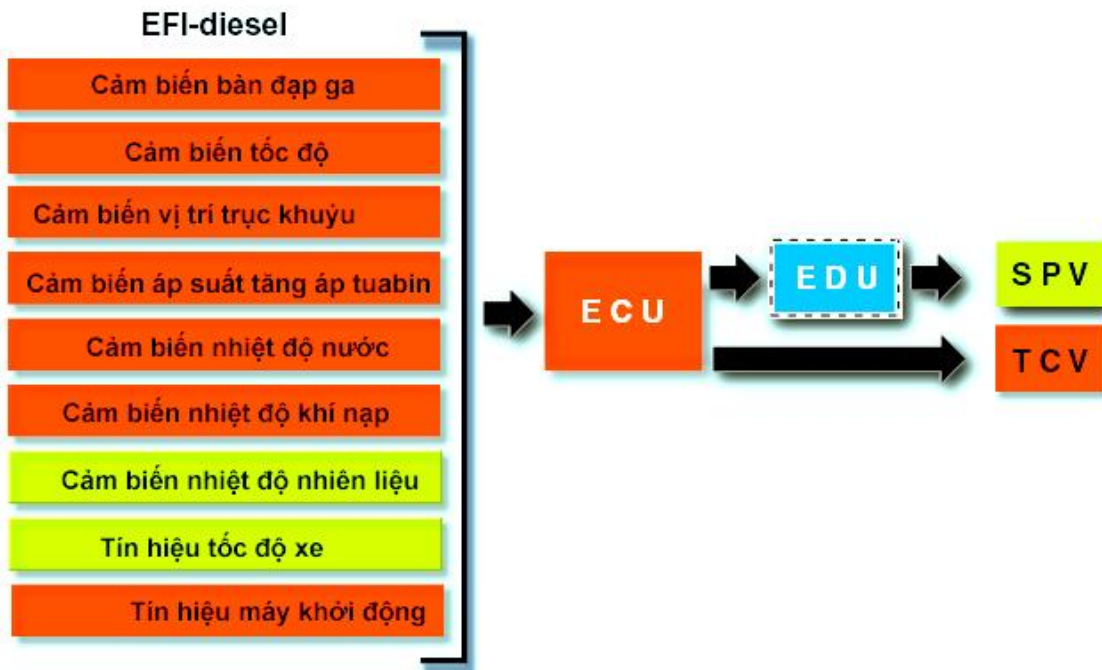 EFI-diesel
Cảm biến bàn đạp ga
Cảm biến tốc độ
Cảm biến vị trí trục khuỷu
Cảm biến áp suất tăng áp tuabin
Cảm biến nhiệt độ nước
Cảm biến nhiệt độ khí nạp
Cảm biến nhiệt độ nhiên liệu
Tín hiệu tốc độ xe
Tín hiệu máy khởi động
ECU
EDU
SPV
TCV